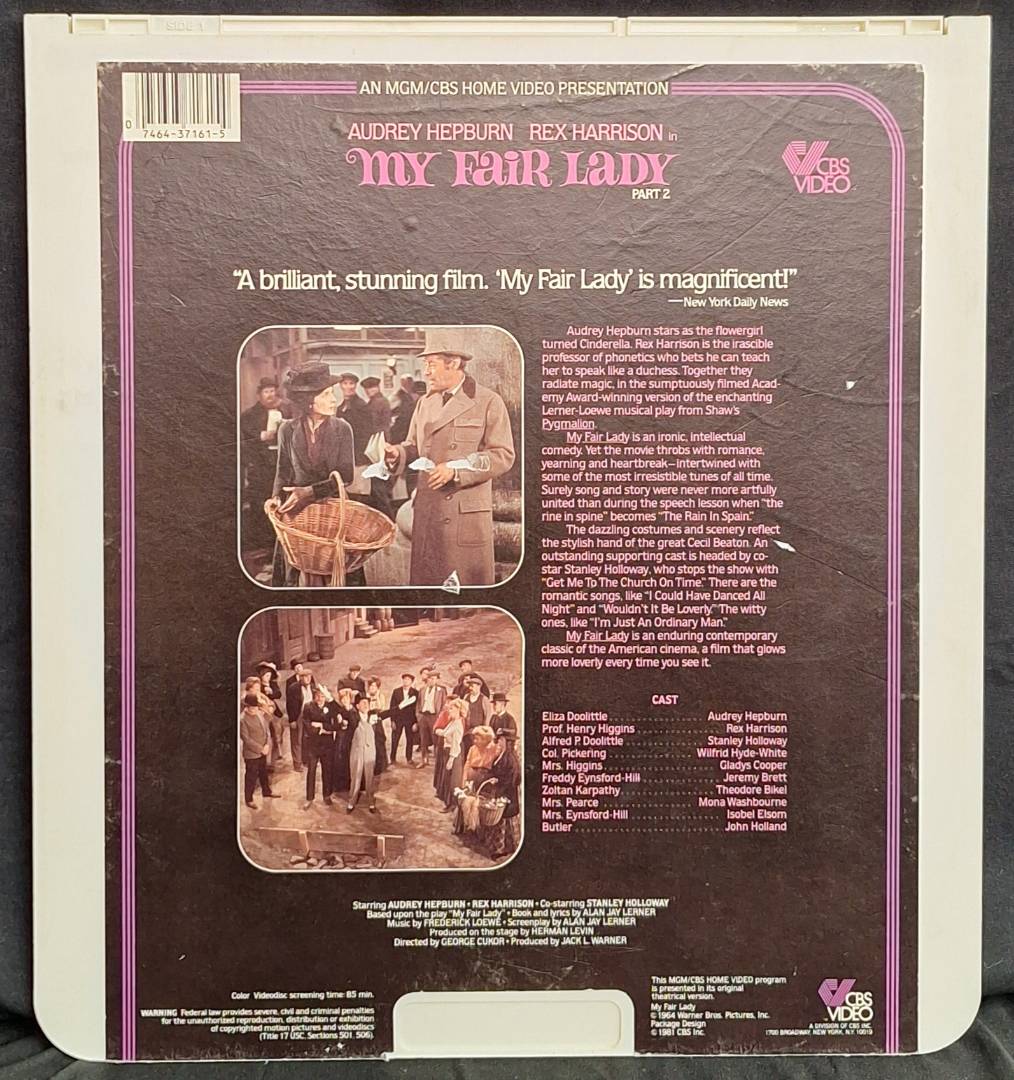 SIDE 1
0 7464-37161-5
AN MGM/CBS HOME VIDEO PRESENTATION
AUDREY HEPBURN REX HARRISON in
MY FAIR LADY
PART 2
CBS
VIDEO
"A brilliant, stunning film. 'My Fair Lady' is magnificent!"
—New York Daily News
Audrey Hepburn stars as the flowergirl
turned Cinderella. Rex Harrison is the irascible
professor of phonetics who bets he can teach
her to speak like a duchess. Together they
radiate magic, in the sumptuously filmed Acad-
emy Award-winning version of the enchanting
Lerner-Loewe musical play from Shaw's
Pygmalion.
My Fair Lady is an ironic, intellectual
comedy. Yet the movie throbs with romance,
yearning and heartbreak—intertwined with
some of the most irresistible tunes of all time.
Surely song and story were never more artfully
united than during the speech lesson when "the
rine in spine" becomes "The Rain In Spain."
The dazzling costumes and scenery reflect
the stylish hand of the great Cecil Beaton. An
outstanding supporting cast is headed by co-
star Stanley Holloway, who stops the show with
"Get Me To The Church On Time." There are the
romantic songs, like "I Could Have Danced All
Night" and "Wouldn't It Be Loverly." The witty
ones, like "I'm Just An Ordinary Man."
My Fair Lady is an enduring contemporary
classic of the American cinema, a film that glows
more loverly every time you see it.
CAST
Eliza Doolittle Audrey Hepburn
Prof. Henry Higgins Rex Harrison
Alfred P. Doolittle Stanley Holloway
Col. Pickering Wilfrid Hyde-White
Mrs. Higgins Gladys Cooper
Freddy Eynsford-Hill Jeremy Brett
Zoltan Karpathy Theodore Bikel
Mrs. Pearce Mona Washbourne
Mrs. Eynsford-Hill Isobel Elsom
Butler John Holland
Starring AUDREY HEPBURN • REX HARRISON • Co-starring STANLEY HOLLOWAY
Based upon the play "My Fair Lady" • Book and lyrics by ALAN JAY LERNER
Music by FREDERICK LOEWE • Screenplay by ALAN JAY LERNER
Produced on the stage by HERMAN LEVIN
Directed by GEORGE CUKOR • Produced by JACK L. WARNER
Color Videodisc screening time: 85 min.
WARNING Federal law provides severe, civil and criminal penalties
for the unauthorized reproduction, distribution or exhibition
of copyrighted motion pictures and videodiscs
(Title 17 USC. Sections 501, 506).
This MGM/CBS HOME VIDEO program
is presented in its original
theatrical version.
My Fair Lady
© 1964 Warner Bros. Pictures, Inc.
Package Design
© 1981 CBS Inc.
CBS
VIDEO
A DIVISION OF CBS INC.
1700 BROADWAY, NEW YORK, N.Y. 10019